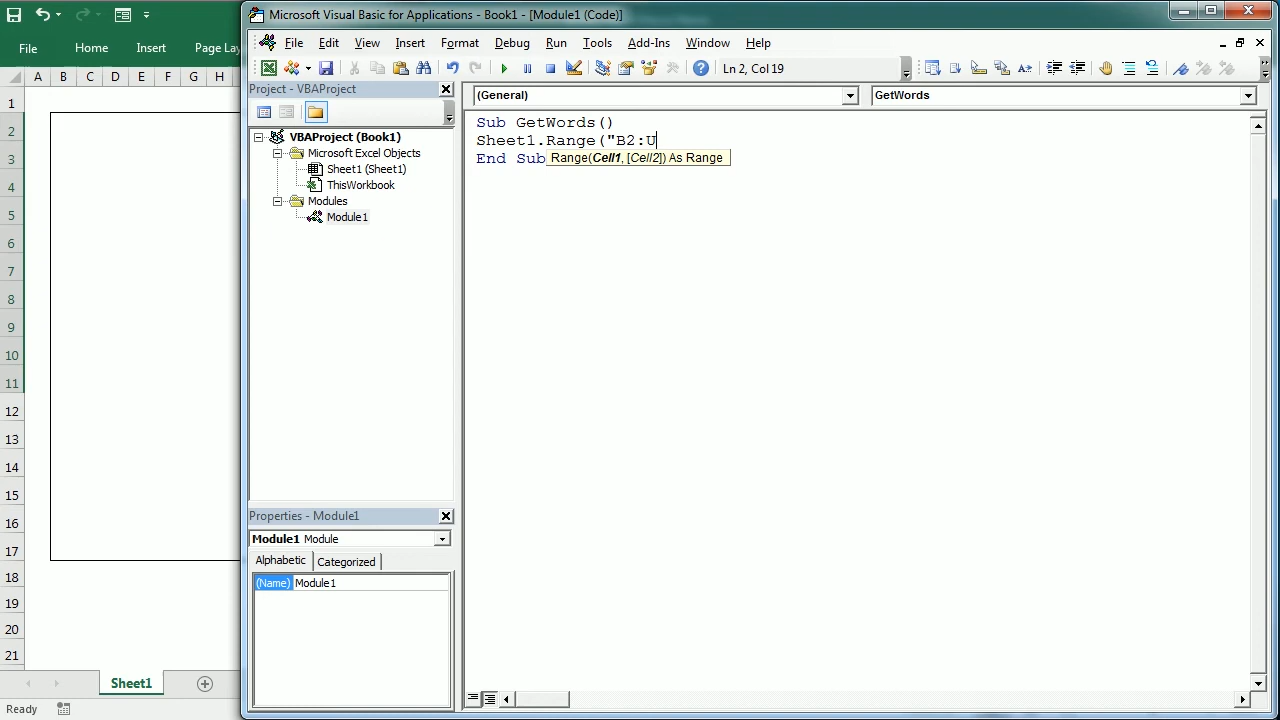 Microsoft Visual Basic for Applications - Book1 - [Module1 (Code)]
File Home Insert Page Lay
File Edit View Insert Format Debug Run Tools Add-Ins Window Help
Ln 2, Col 19
Project - VBAProject
(General) GetWords
A B C D E F G H
VBAProject (Book1)
Microsoft Excel Objects
Sheet1 (Sheet1)
ThisWorkbook
Modules
Module1
Sub GetWords()
Sheet1.Range("B2:U
End Sub
Range(Cell1, [Cell2]) As Range
1
2
3
4
5
6
7
8
9
10
11
12
13
14
15
16
17
18
19
20
21
Properties - Module1
Module1 Module
Alphabetic Categorized
(Name) Module1
Sheet1
Ready